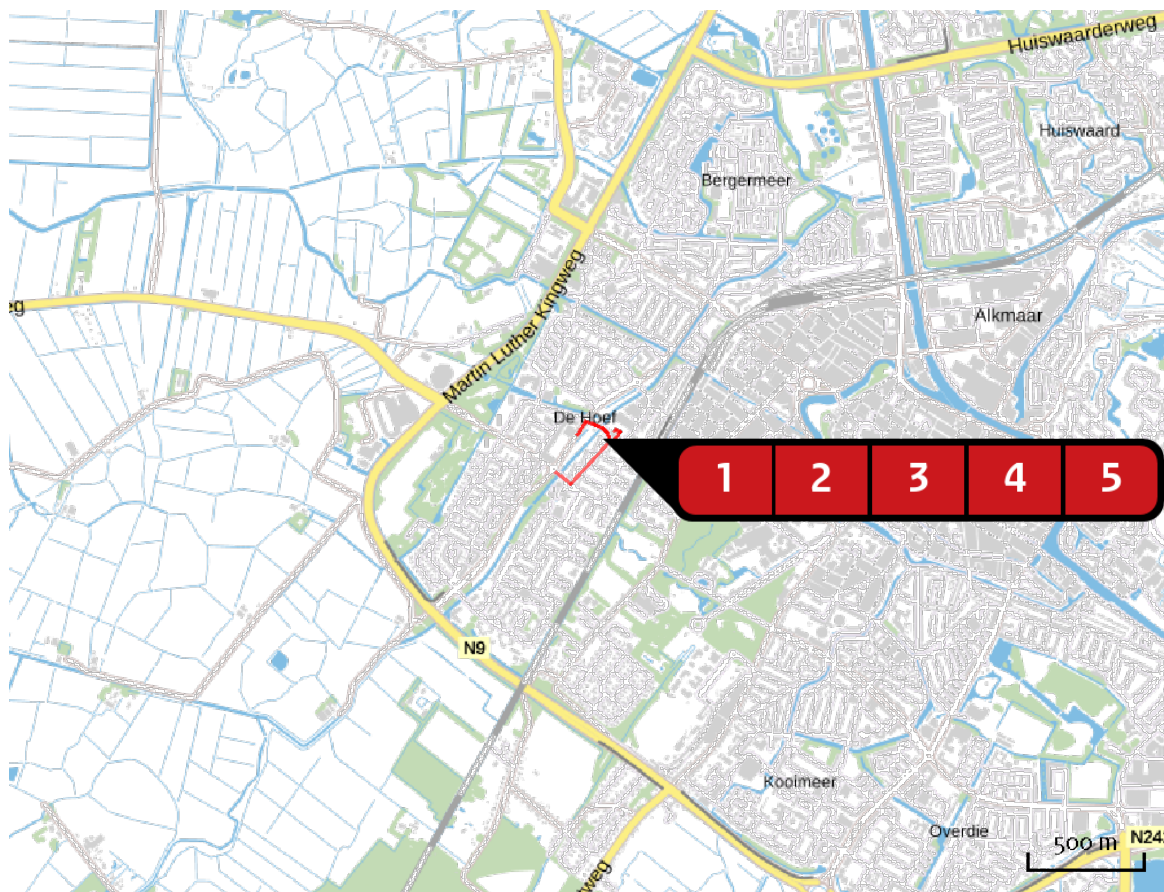 Huiswaarderweg
Huiswaard
Bergermeer
eg
Martin Luther Kingweg
Alkmaar
De Hoef
1 2 3 4 5
N9
Kooimeer
Overdie
500 m
N242
weg